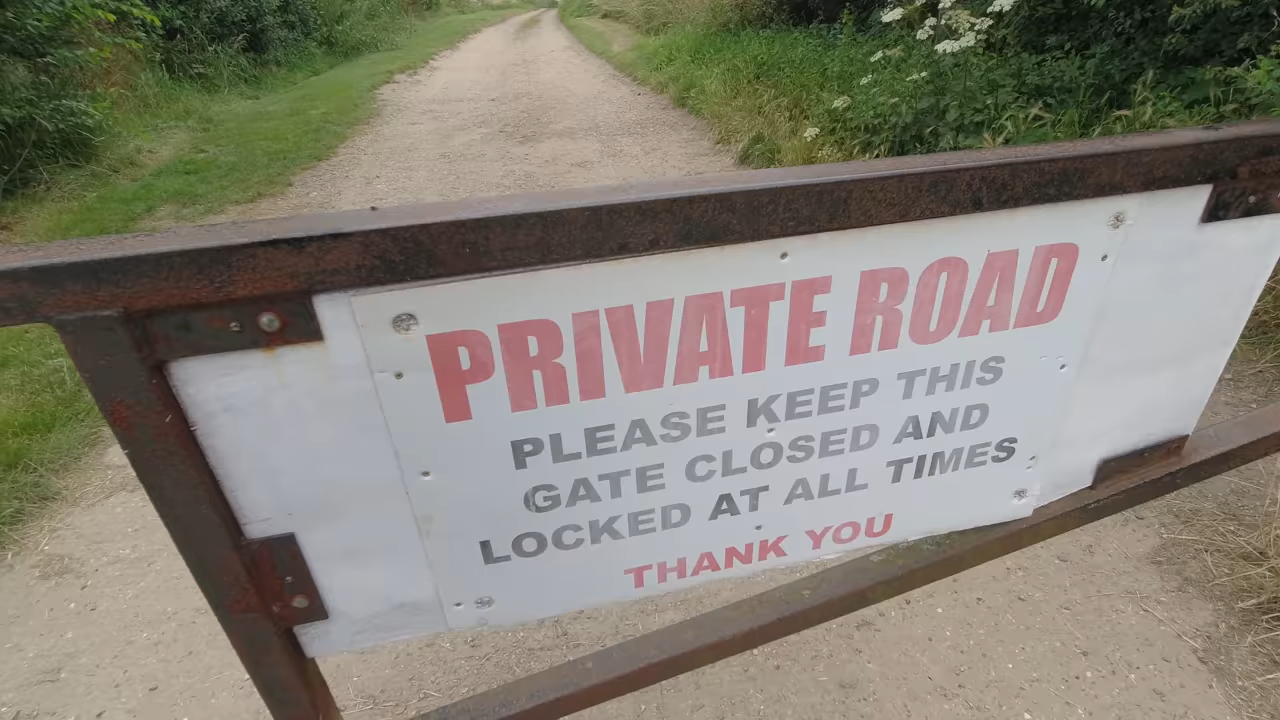 PRIVATE ROAD
PLEASE KEEP THIS
GATE CLOSED AND
LOCKED AT ALL TIMES
THANK YOU